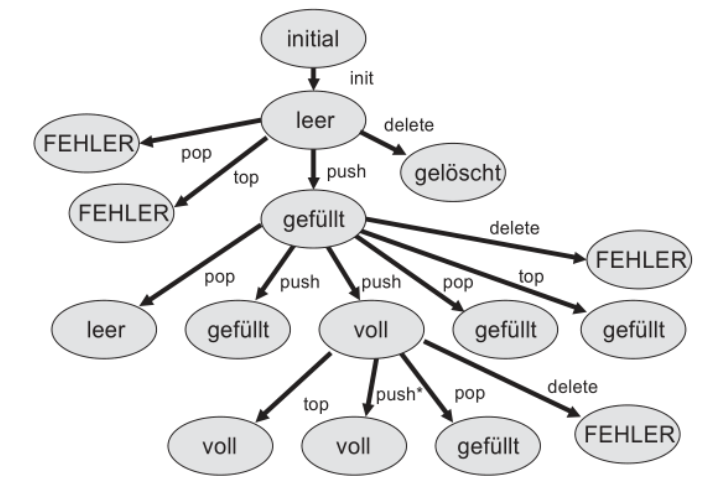 initial
init
leer
delete
FEHLER
pop
top
push
gelöscht
FEHLER
gefüllt
delete
FEHLER
pop
push
push
pop
top
leer
gefüllt
voll
gefüllt
gefüllt
top
push*
pop
delete
voll
voll
gefüllt
FEHLER